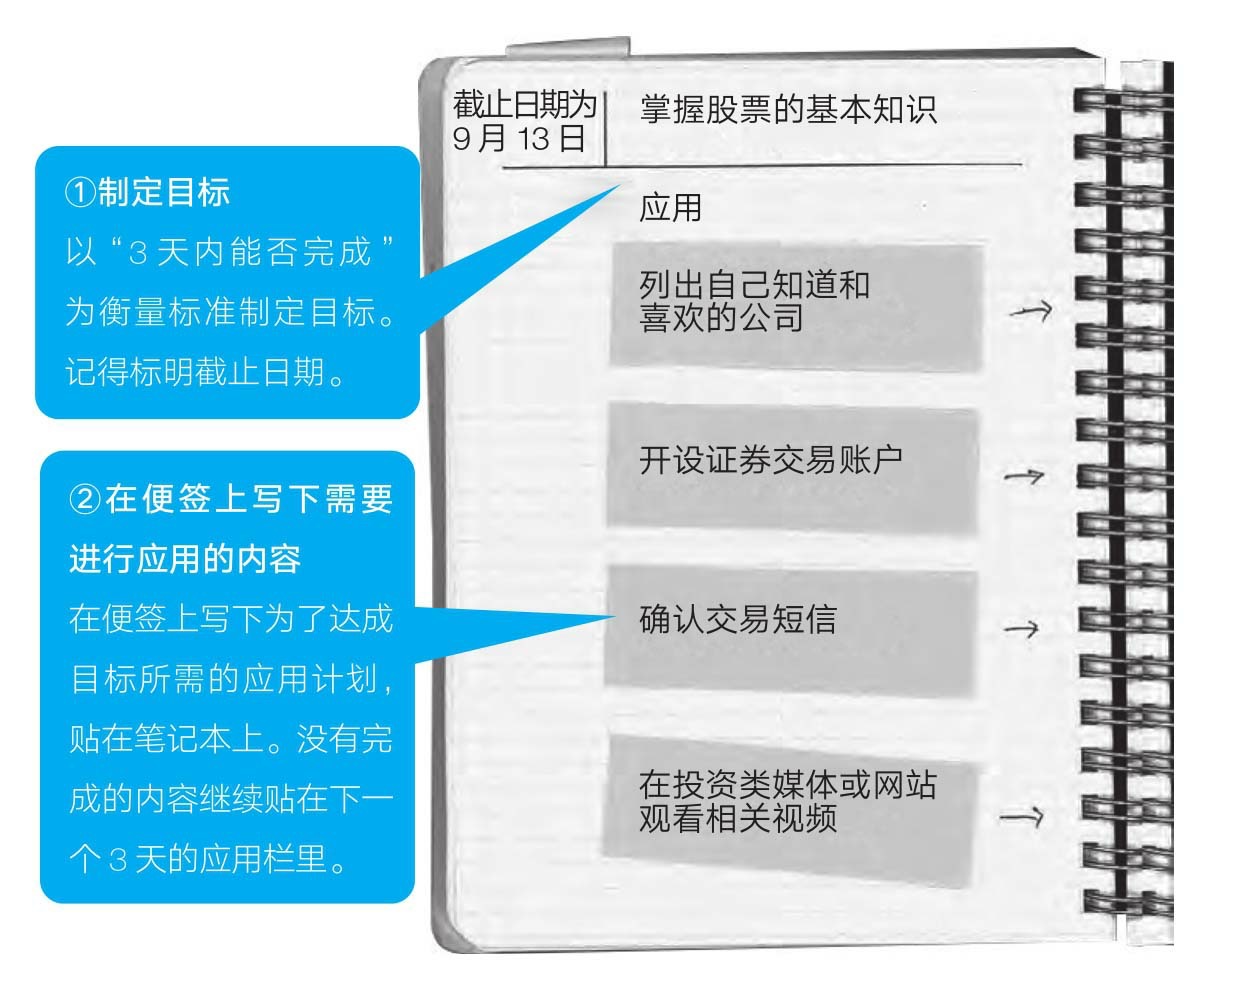 截止日期为
9月13日
掌握股票的基本知识
①制定目标
以“3天内能否完成”
为衡量标准制定目标。
记得标明截止日期。
应用
列出自己知道和
喜欢的公司
开设证券交易账户
②在便签上写下需要
进行应用的内容
在便签上写下为了达成
目标所需的应用计划，
贴在笔记本上。没有完
成的内容继续贴在下一
个3天的应用栏里。
确认交易短信
在投资类媒体或网站
观看相关视频